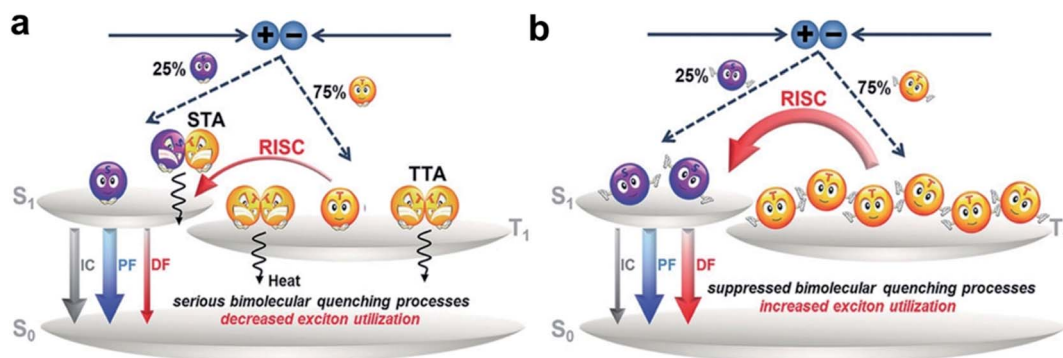 a
+ −
25%
75%
STA
RISC
TTA
S1
T1
IC
PF
DF
Heat
serious bimolecular quenching processes
decreased exciton utilization
S0
b
+ −
25%
75%
RISC
S1
T
IC
PF
DF
suppressed bimolecular quenching processes
increased exciton utilization
S0